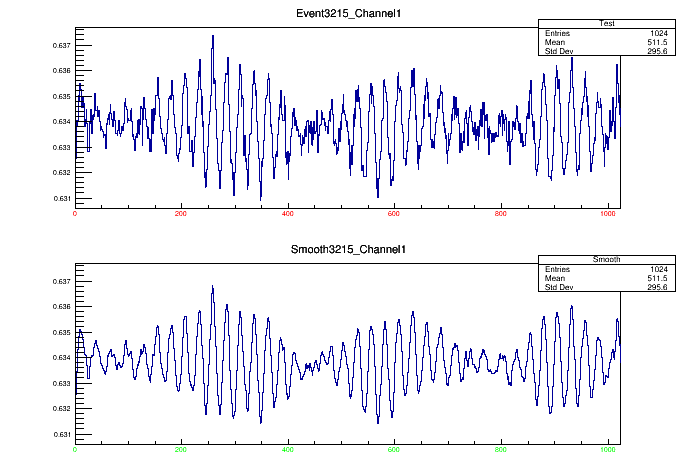 Event3215_Channel1
Test
Entries 1024
Mean 511.5
Std Dev 295.6
0.637
0.636
0.635
0.634
0.633
0.632
0.631
0 200 400 600 800 1000
Smooth3215_Channel1
Smooth
Entries 1024
Mean 511.5
Std Dev 295.6
0.637
0.636
0.635
0.634
0.633
0.632
0.631
0 200 400 600 800 1000